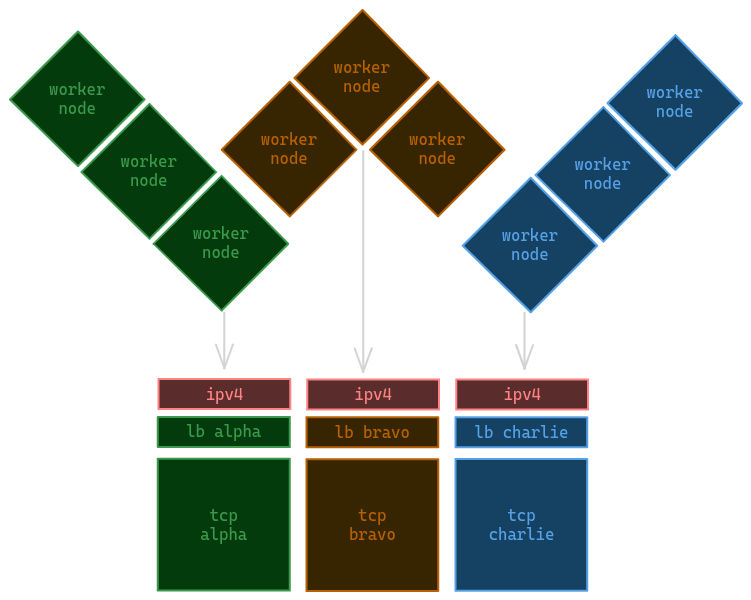 worker
node
worker
node
worker
node
worker
node
worker
node
worker
node
worker
node
worker
node
worker
node
ipv4
ipv4
ipv4
lb alpha
lb bravo
lb charlie
tcp
alpha
tcp
bravo
tcp
charlie